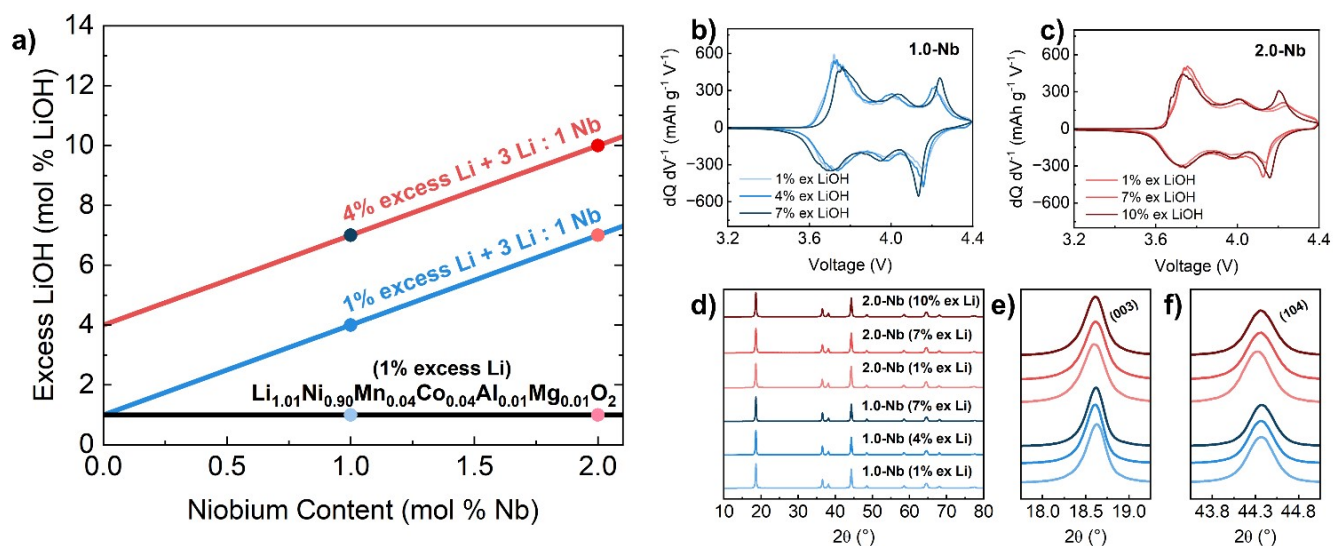 a)
14
12
10
8
6
4
2
0
Excess LiOH (mol % LiOH)
4% excess Li + 3 Li : 1 Nb
1% excess Li + 3 Li : 1 Nb
(1% excess Li)
Li1.01Ni0.90Mn0.04Co0.04Al0.01Mg0.01O2
0.0 0.5 1.0 1.5 2.0
Niobium Content (mol % Nb)
b)
1.0-Nb
600
300
0
−300
−600
dQ dV⁻¹ (mAh g⁻¹ V⁻¹)
1% ex LiOH
4% ex LiOH
7% ex LiOH
3.2 3.6 4.0 4.4
Voltage (V)
c)
2.0-Nb
600
300
0
−300
−600
dQ dV⁻¹ (mAh g⁻¹ V⁻¹)
1% ex LiOH
7% ex LiOH
10% ex LiOH
3.2 3.6 4.0 4.4
Voltage (V)
d)
2.0-Nb (10% ex Li)
2.0-Nb (7% ex Li)
2.0-Nb (1% ex Li)
1.0-Nb (7% ex Li)
1.0-Nb (4% ex Li)
1.0-Nb (1% ex Li)
10 20 30 40 50 60 70 80
2θ (°)
e)
(003)
18.0 18.6 19.2
2θ (°)
f)
(104)
43.8 44.3 44.8
2θ (°)